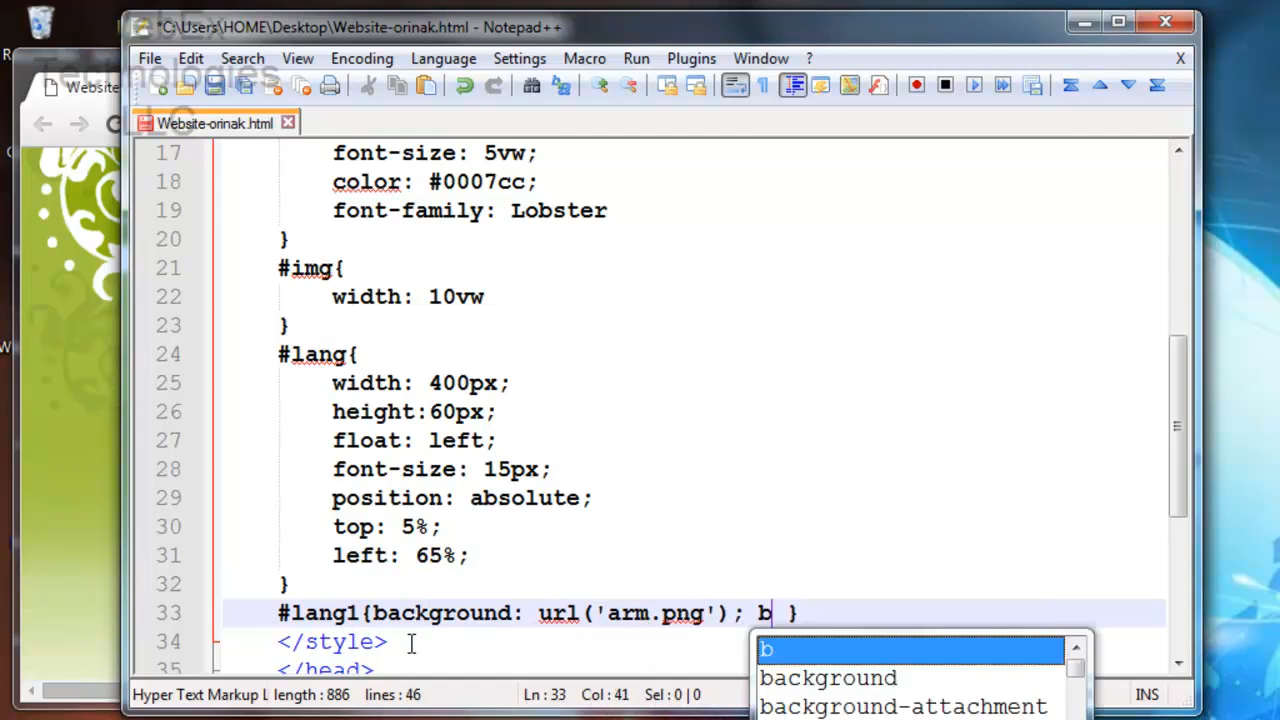 *C:\Users\HOME\Desktop\Website-orinak.html - Notepad++
File Edit Search View Encoding Language Settings Macro Run Plugins Window ? X
Technologies
LLC
Website
Website-orinak.html
17 font-size: 5vw;
18 color: #0007cc;
19 font-family: Lobster
20 }
21 #img{
22 width: 10vw
23 }
24 #lang{
25 width: 400px;
26 height:60px;
27 float: left;
28 font-size: 15px;
29 position: absolute;
30 top: 5%;
31 left: 65%;
32 }
33 #lang1{background: url('arm.png'); b }
34 </style>
35 </head>
b
background
background-attachment
Hyper Text Markup L length : 886 lines : 46 Ln : 33 Col : 41 Sel : 0 | 0 INS